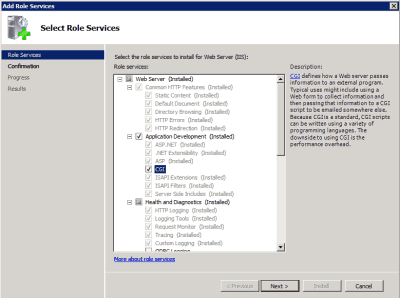 Add Role Services
Select Role Services
Role Services
Confirmation
Progress
Results
Select the role services to install for Web Server (IIS):
Role services:
Web Server (Installed)
Common HTTP Features (Installed)
Static Content (Installed)
Default Document (Installed)
Directory Browsing (Installed)
HTTP Errors (Installed)
HTTP Redirection (Installed)
Application Development (Installed)
ASP.NET (Installed)
.NET Extensibility (Installed)
ASP (Installed)
CGI
ISAPI Extensions (Installed)
ISAPI Filters (Installed)
Server Side Includes (Installed)
Health and Diagnostics (Installed)
HTTP Logging (Installed)
Logging Tools (Installed)
Request Monitor (Installed)
Tracing (Installed)
Custom Logging (Installed)
ODBC Logging
More about role services
Description:
CGI defines how a Web server passes
information to an external program.
Typical uses might include using a
Web form to collect information and
then passing that information to a CGI
script to be emailed somewhere else.
Because CGI is a standard, CGI scripts
can be written using a variety of
programming languages. The
downside to using CGI is the
performance overhead.
< Previous
Next >
Install
Cancel